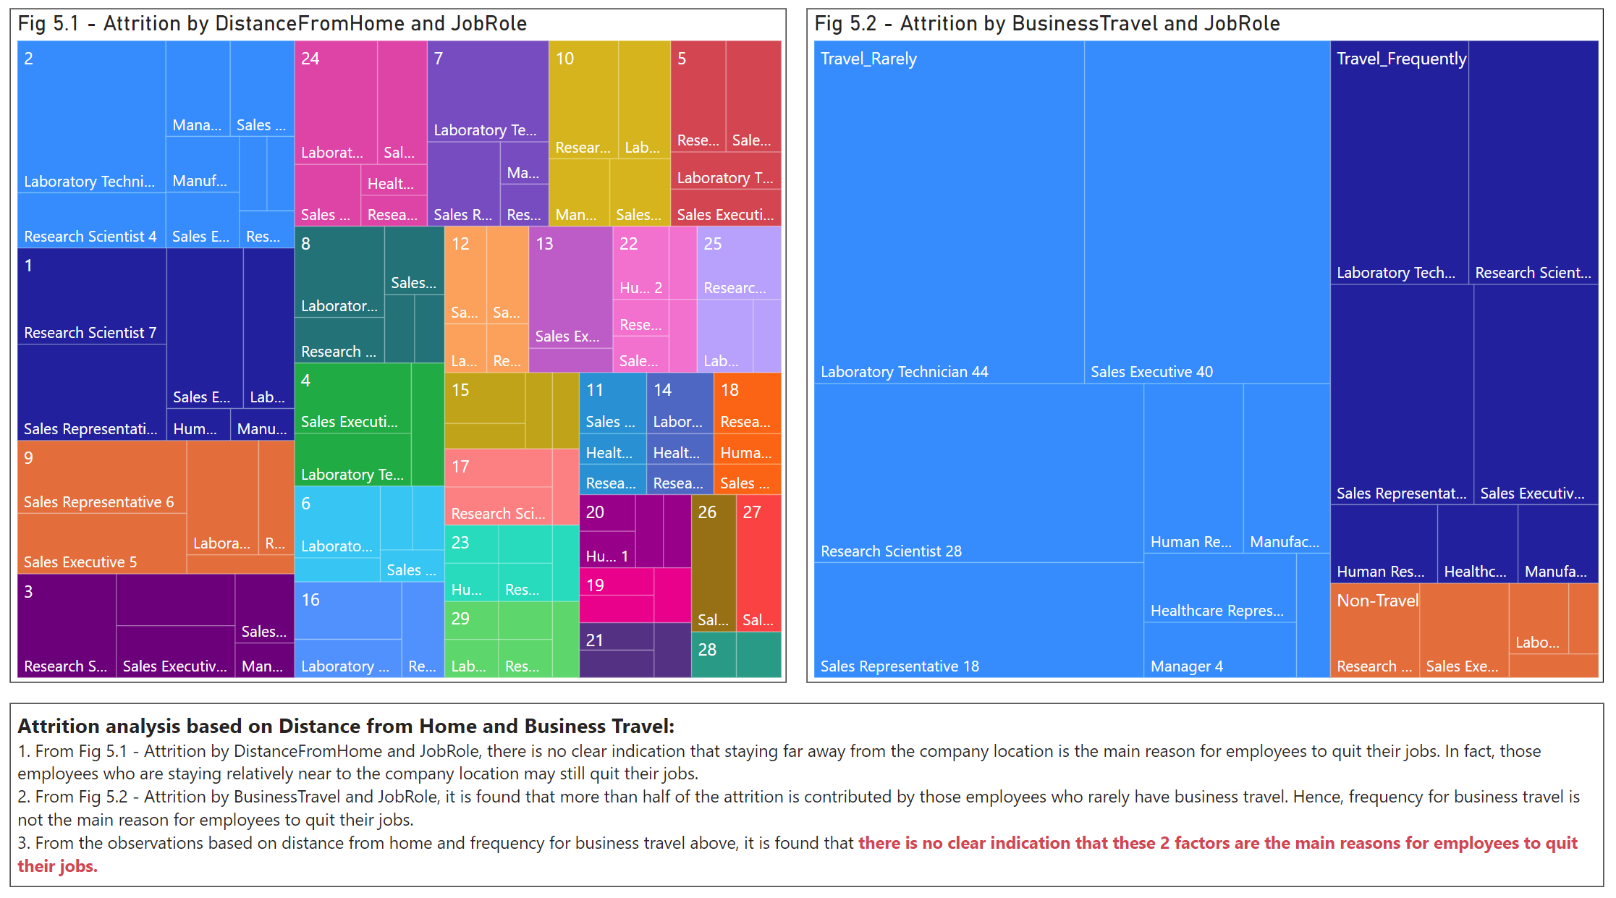 Fig 5.1 - Attrition by DistanceFromHome and JobRole
2
Mana...
Sales ...
Laboratory Techni...
Manuf...
Research Scientist 4
Sales E...
Res...
24
Laborat...
Sal...
Sales ...
Healt...
Resea...
7
Laboratory Te...
Sales R...
Ma...
Res...
10
Resear...
Lab...
Man...
Sales...
5
Rese...
Sale...
Laboratory T...
Sales Executi...
1
Research Scientist 7
Sales Representati...
Sales E...
Lab...
Hum...
Manu...
8
Laborator...
Sales...
Research ...
12
Sa...
Sa...
La...
Re...
13
Sales Ex...
22
Hu... 2
Rese...
Sale...
25
Researc...
Lab...
4
Sales Executi...
Laboratory Te...
15
11
Sales ...
Healt...
Resea...
14
Labor...
Healt...
Resea...
18
Resea...
Huma...
Sales ...
9
Sales Representative 6
Sales Executive 5
Labora...
R...
17
Research Sci...
6
Laborato...
Sales ...
20
Hu... 1
26
Sal...
27
Sal...
23
Hu...
Res...
3
Research S...
Sales Executiv...
Sales...
Man...
16
Laboratory ...
Re...
19
29
Lab...
Res...
21
28
Fig 5.2 - Attrition by BusinessTravel and JobRole
Travel_Rarely
Laboratory Technician 44
Sales Executive 40
Research Scientist 28
Sales Representative 18
Human Re...
Manufac...
Healthcare Repres...
Manager 4
Travel_Frequently
Laboratory Tech...
Research Scient...
Sales Representat...
Sales Executiv...
Human Res...
Healthc...
Manufa...
Non-Travel
Research ...
Sales Exe...
Labo...
Attrition analysis based on Distance from Home and Business Travel:
1. From Fig 5.1 - Attrition by DistanceFromHome and JobRole, there is no clear indication that staying far away from the company location is the main reason for employees to quit their jobs. In fact, those
employees who are staying relatively near to the company location may still quit their jobs.
2. From Fig 5.2 - Attrition by BusinessTravel and JobRole, it is found that more than half of the attrition is contributed by those employees who rarely have business travel. Hence, frequency for business travel is
not the main reason for employees to quit their jobs.
3. From the observations based on distance from home and frequency for business travel above, it is found that there is no clear indication that these 2 factors are the main reasons for employees to quit
their jobs.